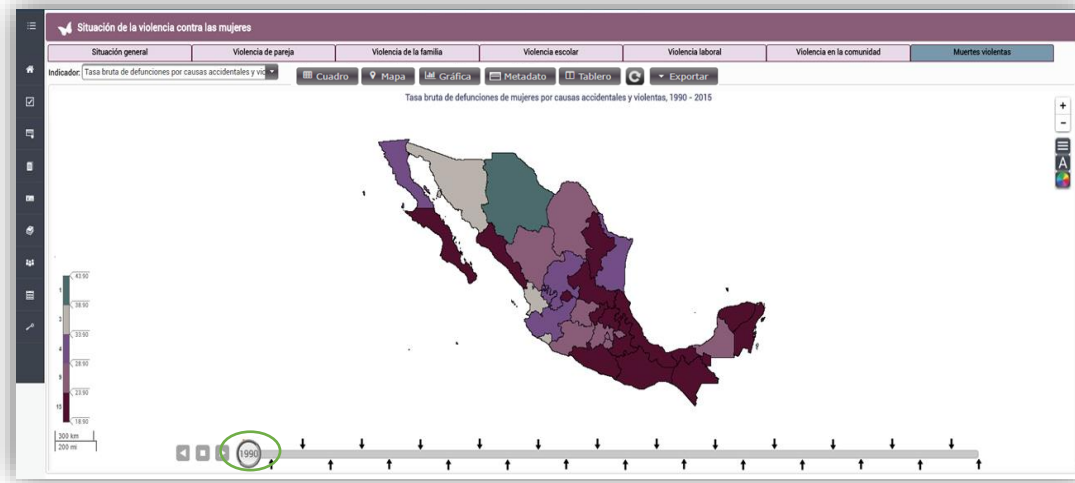 Situación de la violencia contra las mujeres
Situación general Violencia de pareja Violencia de la familia Violencia escolar Violencia laboral Violencia en la comunidad Muertes violentas
Indicador: Tasa bruta de defunciones por causas accidentales y vio Cuadro Mapa Gráfica Metadato Tablero Exportar
Tasa bruta de defunciones de mujeres por causas accidentales y violentas, 1990 - 2015
+
-
A
43.90
1
38.90
33.90
4
28.90
9
23.90
18.90
300 km
200 mi
1990